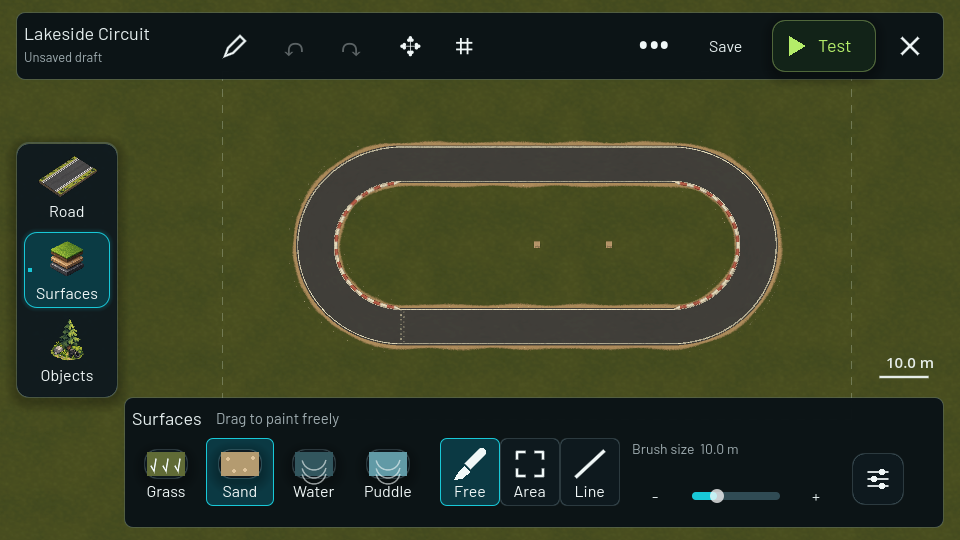 Lakeside Circuit
Unsaved draft
Save
Test
Road
Surfaces
Objects
10.0 m
Surfaces
Drag to paint freely
Grass
Sand
Water
Puddle
Free
Area
Line
Brush size 10.0 m
- +